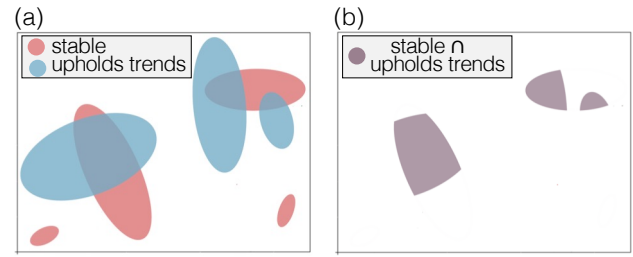 (a)
stable
upholds trends
(b)
stable ∩
upholds trends